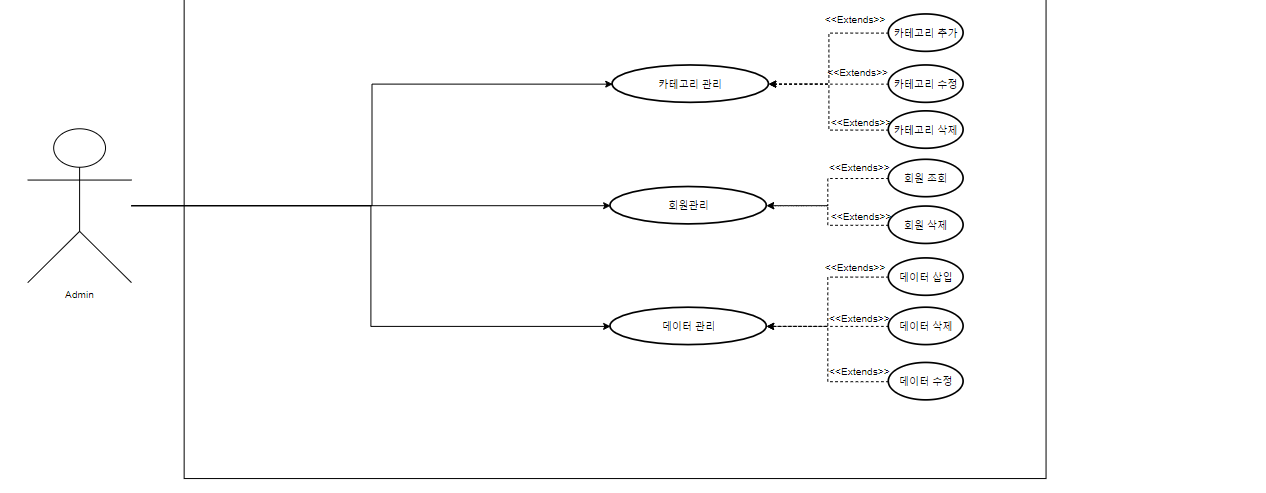 <<Extends>>
카테고리 추가
<<Extends>>
카테고리 관리
카테고리 수정
<<Extends>>
카테고리 삭제
<<Extends>>
회원 조회
회원관리
<<Extends>>
회원 삭제
<<Extends>>
데이터 삽입
Admin
<<Extends>>
데이터 관리
데이터 삭제
<<Extends>>
데이터 수정